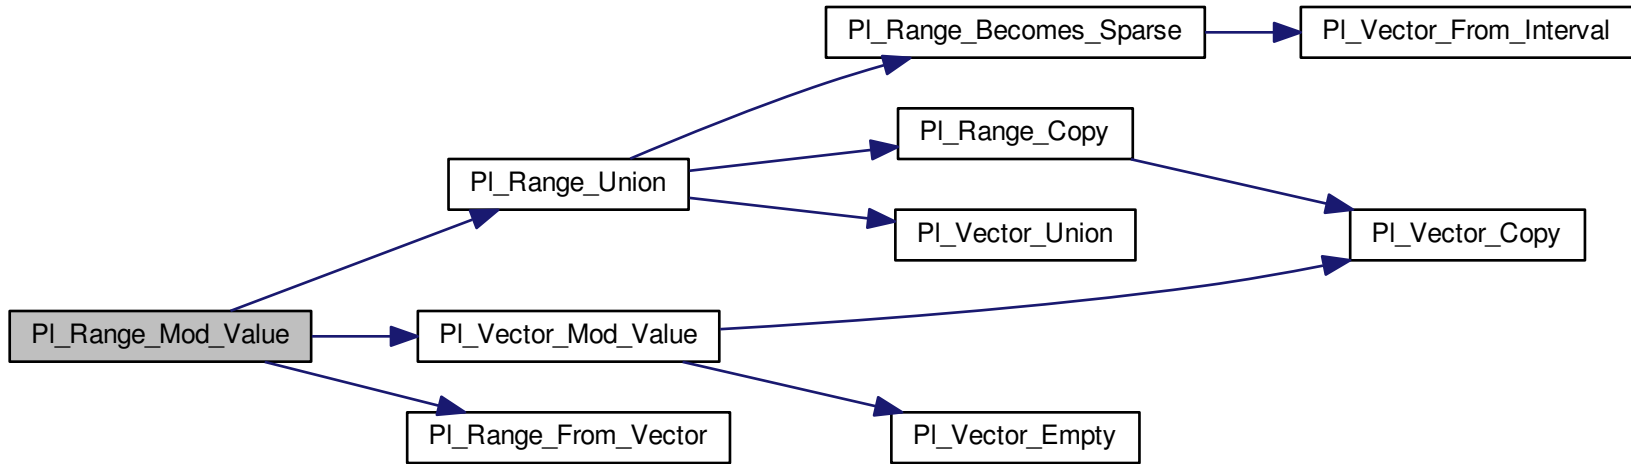 Pl_Range_Becomes_Sparse
Pl_Vector_From_Interval
Pl_Range_Copy
Pl_Range_Union
Pl_Vector_Union
Pl_Vector_Copy
Pl_Range_Mod_Value
Pl_Vector_Mod_Value
Pl_Range_From_Vector
Pl_Vector_Empty